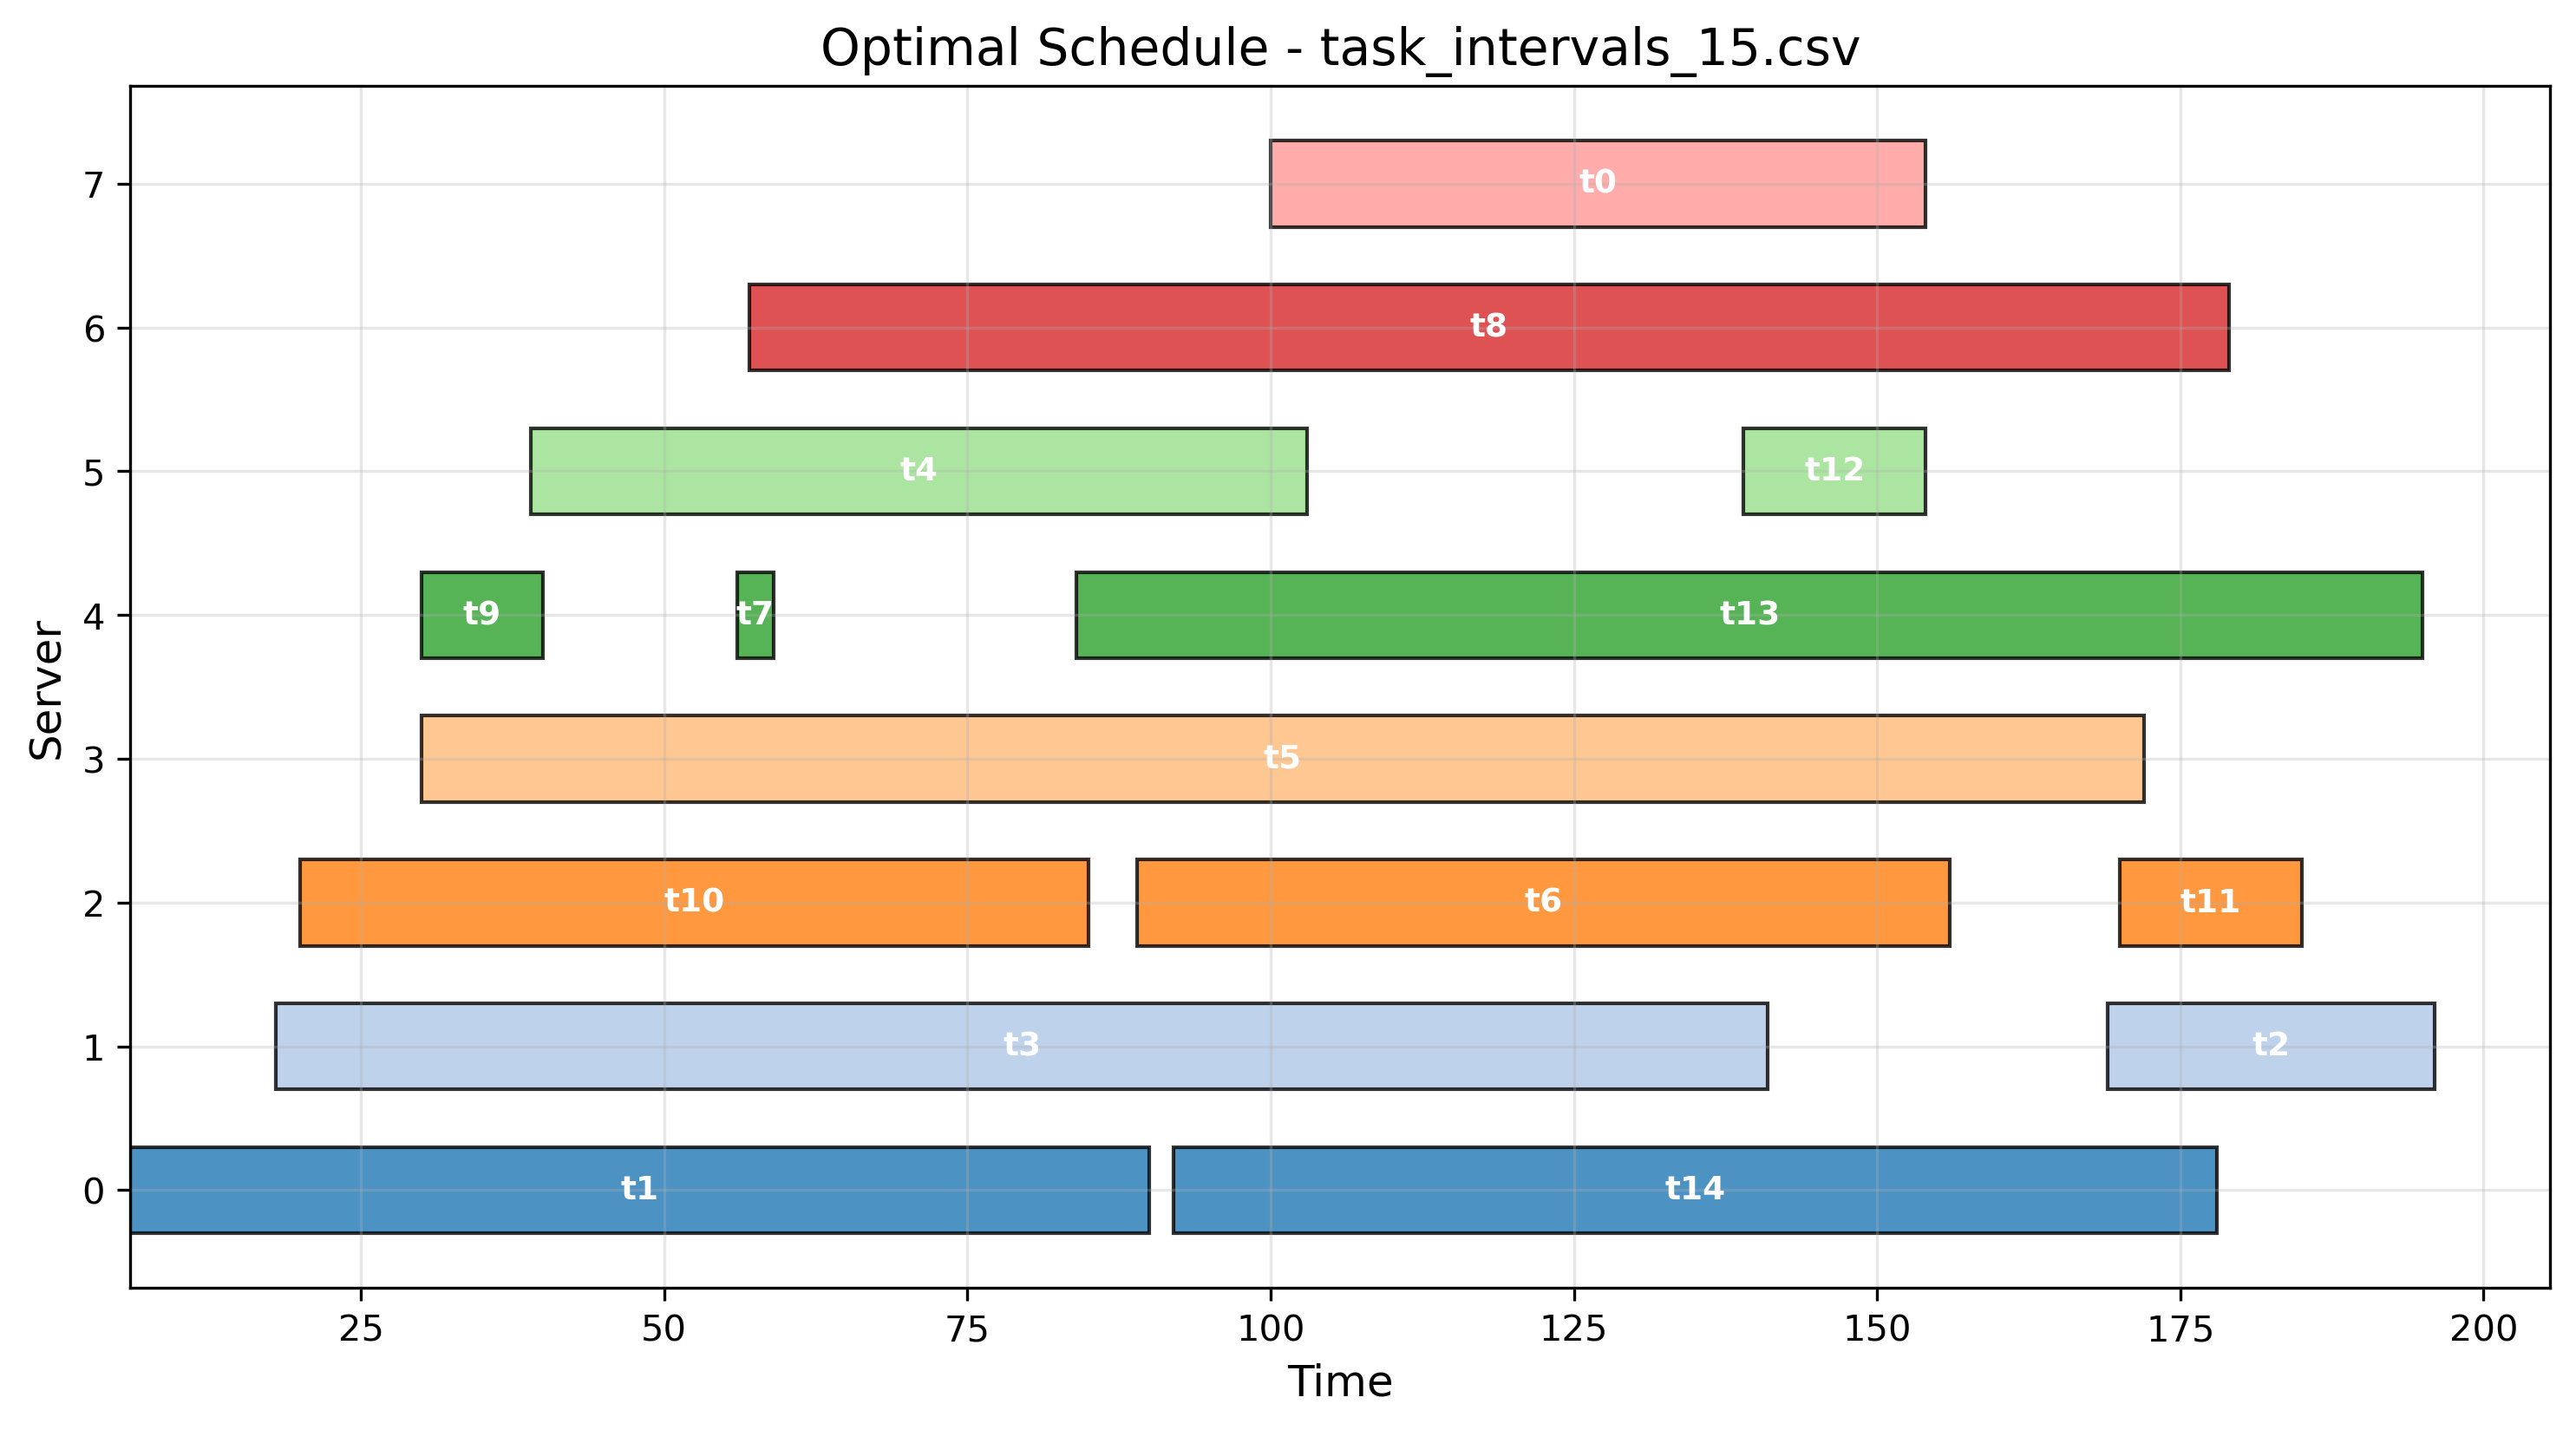 Optimal Schedule - task_intervals_15.csv
7
t0
6
t8
5
t4 t12
4
t9 t7 t13
3
t5
2
t10 t6 t11
1
t3 t2
0
t1 t14
Server
25 50 75 100 125 150 175 200
Time